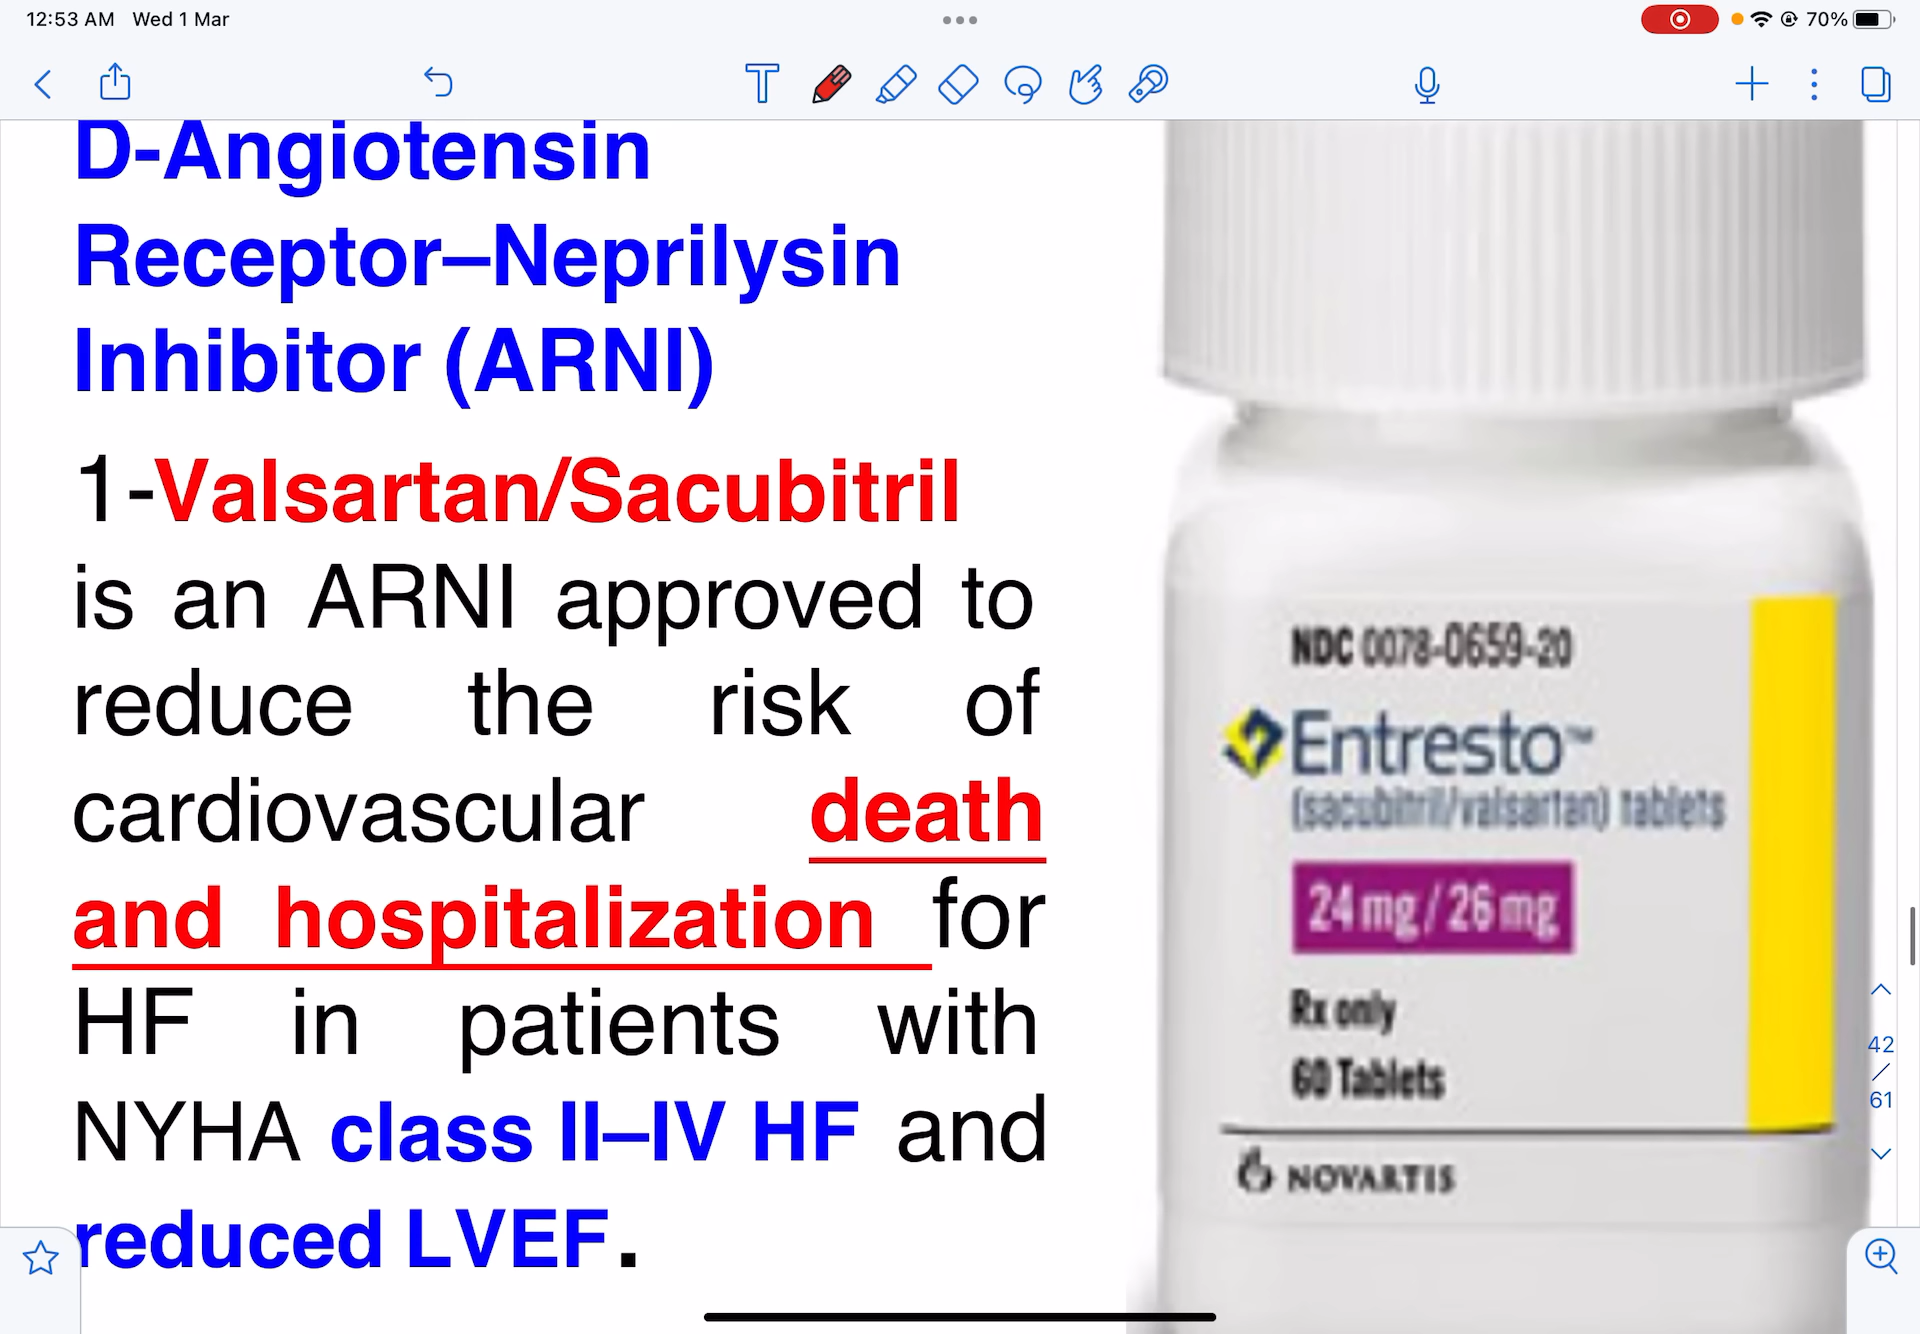 12:53 AM Wed 1 Mar
70%
D-Angiotensin
Receptor–Neprilysin
Inhibitor (ARNI)
1-Valsartan/Sacubitril
is an ARNI approved to
reduce the risk of
cardiovascular death
and hospitalization for
HF in patients with
NYHA class II–IV HF and
reduced LVEF.
NDC 0078-0659-20
Entresto™
(sacubitril/valsartan) tablets
24 mg / 26 mg
Rx only
60 Tablets
NOVARTIS
42
/
61